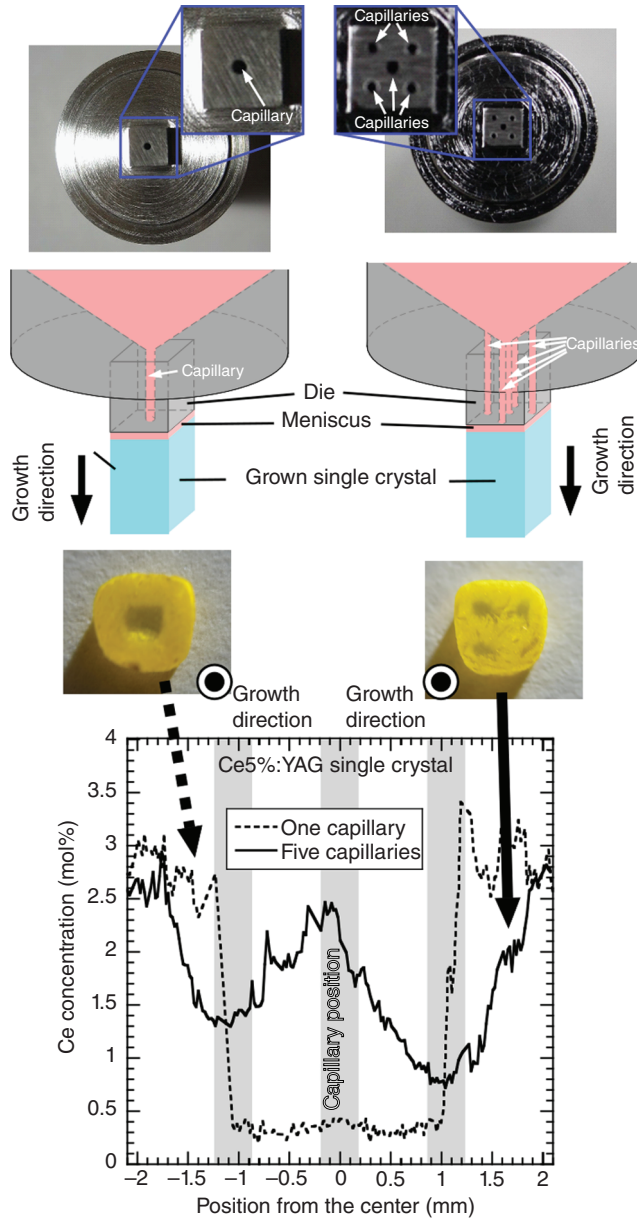 Capillaries
Capillary
Capillaries
Capillary
Capillaries
Die
Meniscus
Growth
direction
Grown single crystal
Growth
direction
Growth
direction
Growth
direction
Ce5%:YAG single crystal
One capillary
Five capillaries
Capillary position
Ce concentration (mol%)
4
3.5
3
2.5
2
1.5
1
0.5
0
−2
−1.5
−1
−0.5
0
0.5
1
1.5
2
Position from the center (mm)